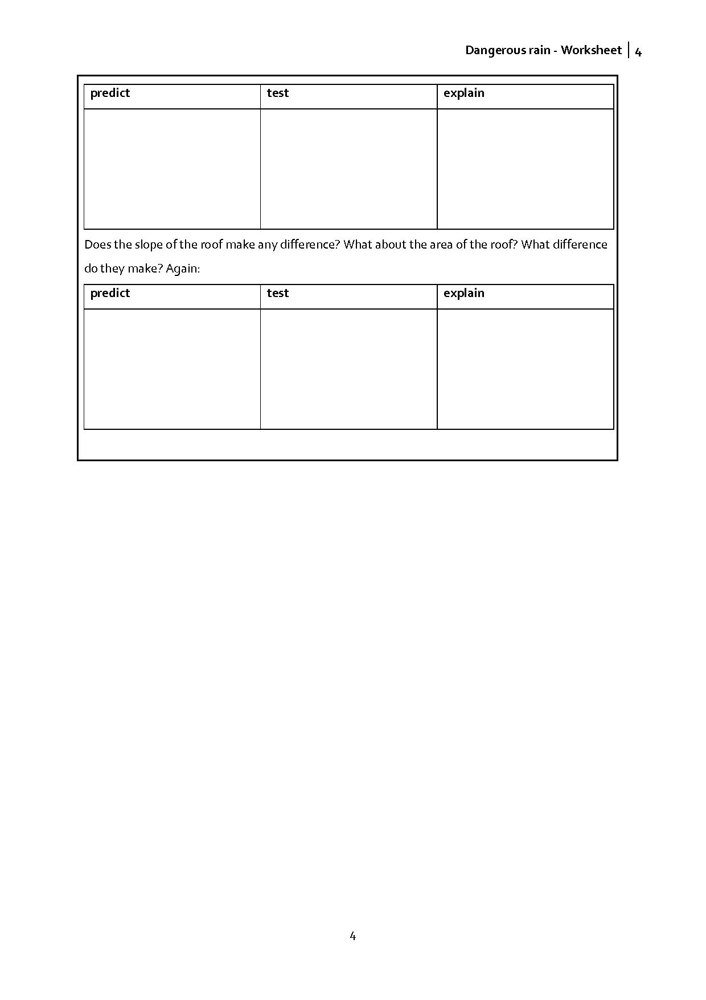 Dangerous rain - Worksheet 4
predict test explain
Does the slope of the roof make any difference? What about the area of the roof? What difference
do they make? Again:
predict test explain
4